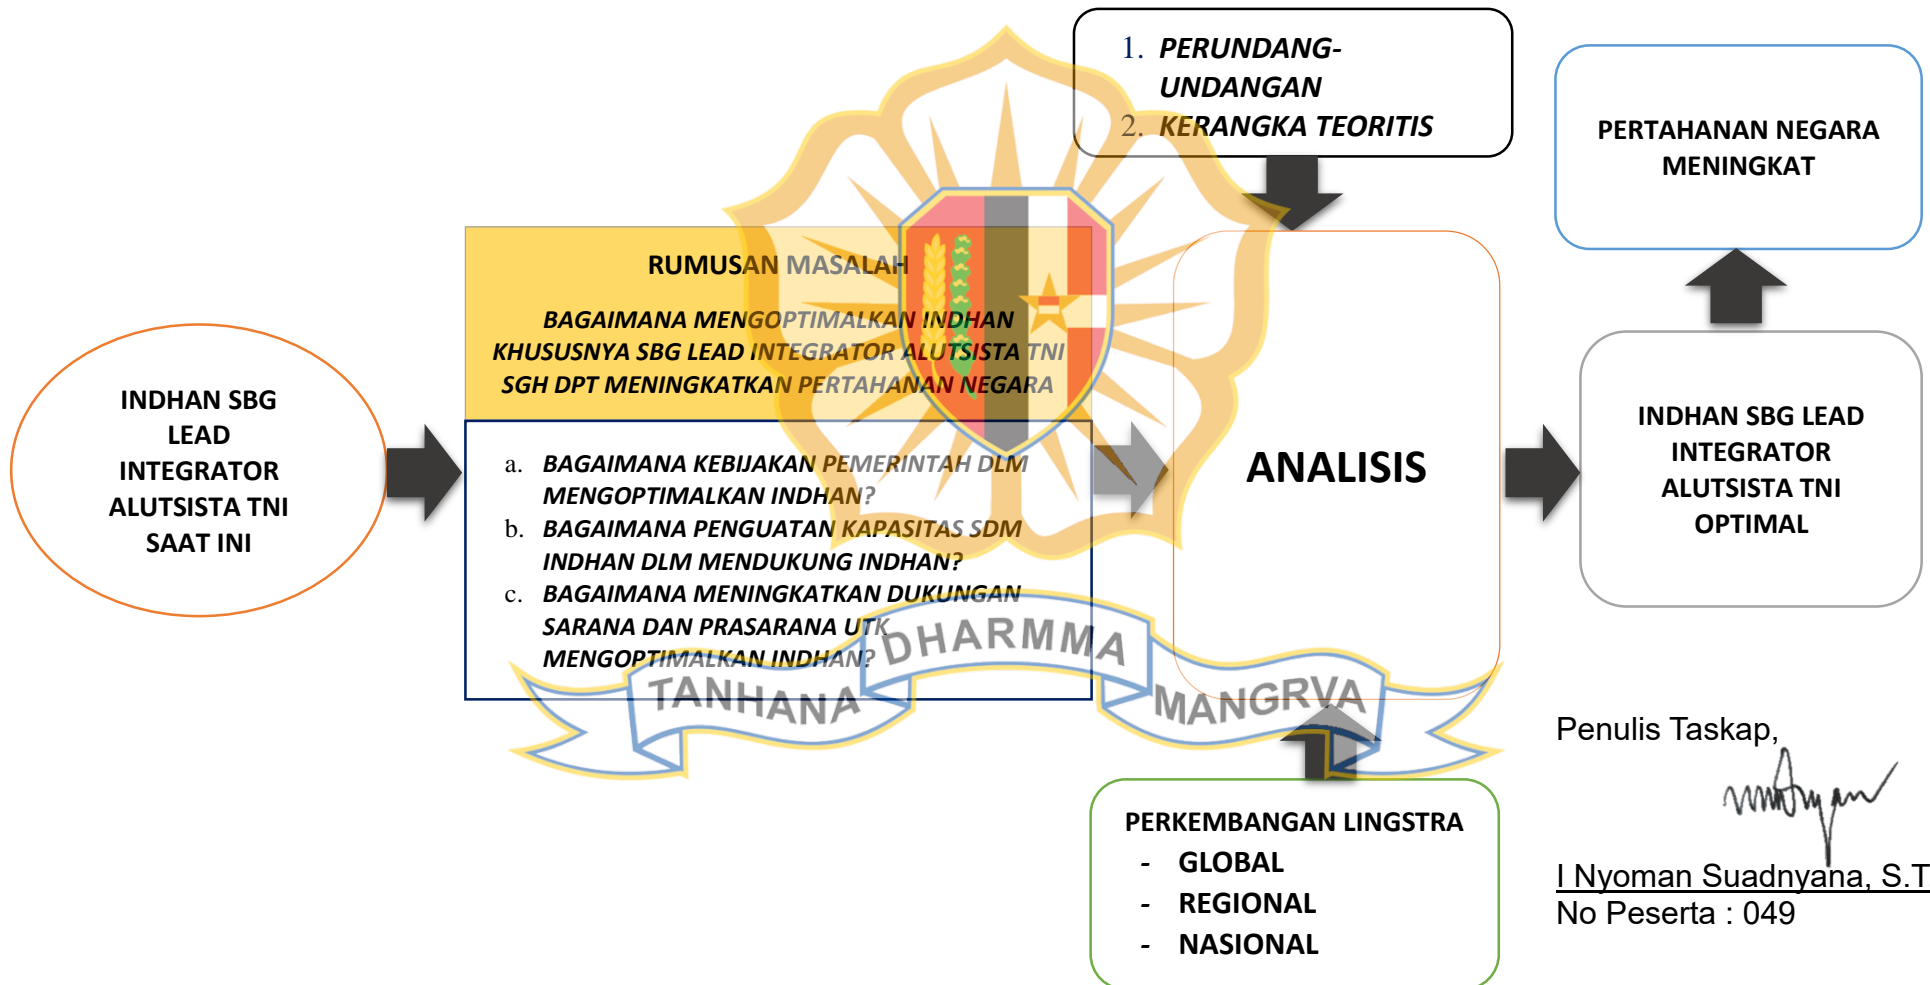 1. PERUNDANG-
UNDANGAN
2. KERANGKA TEORITIS
PERTAHANAN NEGARA
MENINGKAT
RUMUSAN MASALAH
BAGAIMANA MENGOPTIMALKAN INDHAN
KHUSUSNYA SBG LEAD INTEGRATOR ALUTSISTA TNI
SGH DPT MENINGKATKAN PERTAHANAN NEGARA
INDHAN SBG
LEAD
INTEGRATOR
ALUTSISTA TNI
SAAT INI
a. BAGAIMANA KEBIJAKAN PEMERINTAH DLM
MENGOPTIMALKAN INDHAN?
b. BAGAIMANA PENGUATAN KAPASITAS SDM
INDHAN DLM MENDUKUNG INDHAN?
c. BAGAIMANA MENINGKATKAN DUKUNGAN
SARANA DAN PRASARANA UTK
MENGOPTIMALKAN INDHAN?
ANALISIS
INDHAN SBG LEAD
INTEGRATOR
ALUTSISTA TNI
OPTIMAL
TANHANA DHARMMA MANGRVA
PERKEMBANGAN LINGSTRA
- GLOBAL
- REGIONAL
- NASIONAL
Penulis Taskap,
I Nyoman Suadnyana, S.T
No Peserta : 049